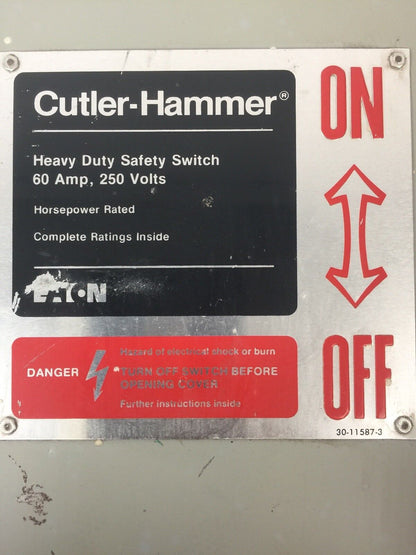 Cutler-Hammer®
Heavy Duty Safety Switch
60 Amp, 250 Volts
Horsepower Rated
Complete Ratings Inside
EATON
ON
OFF
DANGER
Hazard of electrical shock or burn
TURN OFF SWITCH BEFORE
OPENING COVER
Further instructions inside
30-11587-3